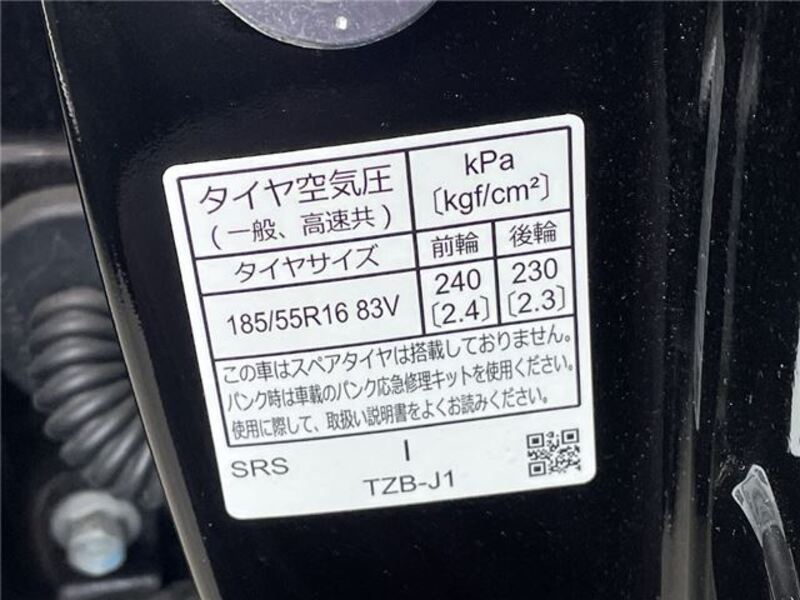 タイヤ空気圧
(一般、高速共)
kPa
〔kgf/cm²〕
タイヤサイズ
前輪
後輪
185/55R16 83V
240
〔2.4〕
230
〔2.3〕
この車はスペアタイヤは搭載しておりません。
パンク時は車載のパンク応急修理キットを使用ください。
使用に際して、取扱い説明書をよくお読みください。
SRS
I
TZB-J1